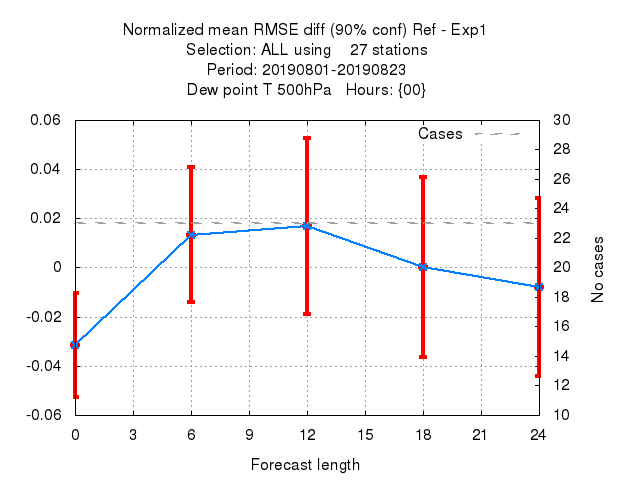 Normalized mean RMSE diff (90% conf) Ref - Exp1
Selection: ALL using    27 stations
Period: 20190801-20190823
Dew point T 500hPa   Hours: {00}
Cases
0.06
0.04
0.02
0
-0.02
-0.04
-0.06
30
28
26
24
22
20
18
16
14
12
10
No cases
0 3 6 9 12 15 18 21 24
Forecast length